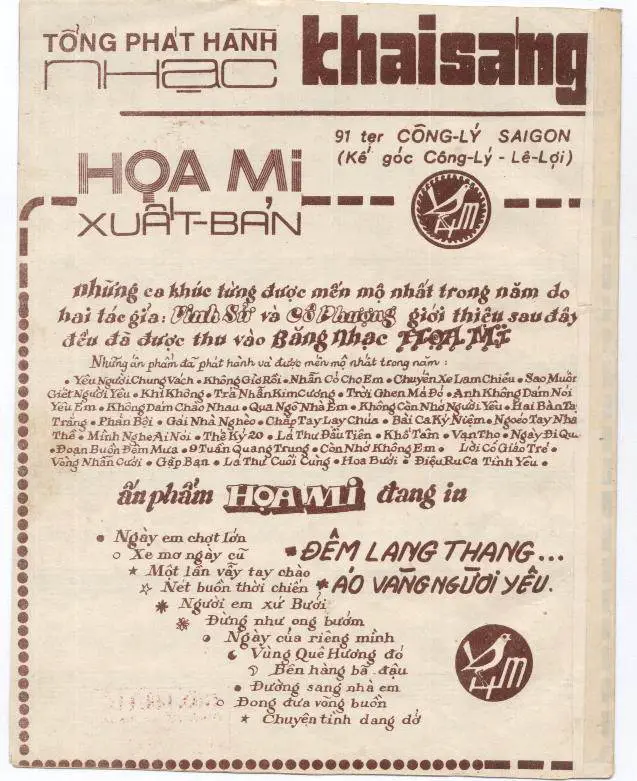 TỔNG PHÁT HÀNH
NHẠC
khaisáng
91 ter CÔNG-LÝ SAIGON
(Kế góc Công-Lý - Lê-Lợi)
HỌA MI
XUẤT-BẢN
những ca khúc từng được mến mộ nhất trong năm do
hai tác gỉa: Vinh Sử và Cô Phượng giới thiệu sau đây
đều đã được thu vào Băng Nhạc HỌA MI
Những ấn phẩm đã phát hành và được mến mộ nhất trong năm :
• Yêu Người Chung Vách • Không Giờ Rồi • Nhẫn Cỏ Cho Em • Chuyến Xe Lam Chiều • Sao Muốn
Giết Người Yêu • Khi Không • Trả Nhẫn Kim Cương • Trời Ghen Má Đỏ • Anh Không Dám Nói
Yêu Em • Không Dám Chào Nhau • Qua Ngõ Nhà Em • Không Còn Nhớ Người Yêu • Hai Bàn Tay
Trắng • Phản Bội • Gái Nhà Nghèo • Chắp Tay Lạy Chúa • Bài Ca Kỷ Niệm • Ngoéo Tay Nhau
Thề • Mình Nghe Ai Nói • Thế Kỷ 20 • Lá Thư Đầu Tiên • Khổ Tâm • Vạn Thọ • Ngày Đi Qua
• Đoạn Buồn Đêm Mưa • 9 Tuần Quang Trung • Còn Nhớ Không Em • Lời Cô Giáo Trẻ •
Vòng Nhẫn Cưới • Gặp Bạn • Lá Thư Cuối Cùng • Hoa Bưởi • Điệu Ru Ca Tình Yêu •
ấn phẩm HỌA MI đang in
• Ngày em chợt lớn
○ Xe mơ ngày cũ
★ Một lần vẫy tay chào
☆ Nét buồn thời chiến
✱ Người em xứ Bưởi
Đừng như ong bướm
Ngày của riêng mình
Vùng Quê Hương đó
Bên hàng bã đậu
• Đường sang nhà em
○ Đong đưa võng buồn
★ Chuyện tình dang dở
* ĐÊM LANG THANG...
* ÁO VÀNG NGƯỜI YÊU.